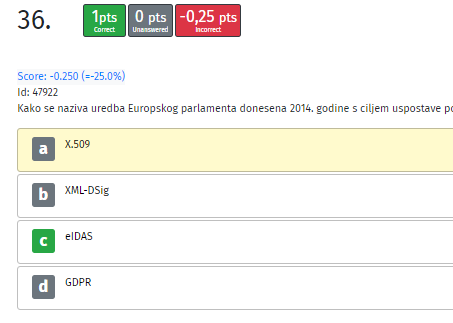 36.
1pts Correct
0 pts Unanswered
-0,25 pts Incorrect
Score: -0.250 (=-25.0%)
Id: 47922
Kako se naziva uredba Europskog parlamenta donesena 2014. godine s ciljem uspostave
a X.509
b XML-DSig
c eIDAS
d GDPR